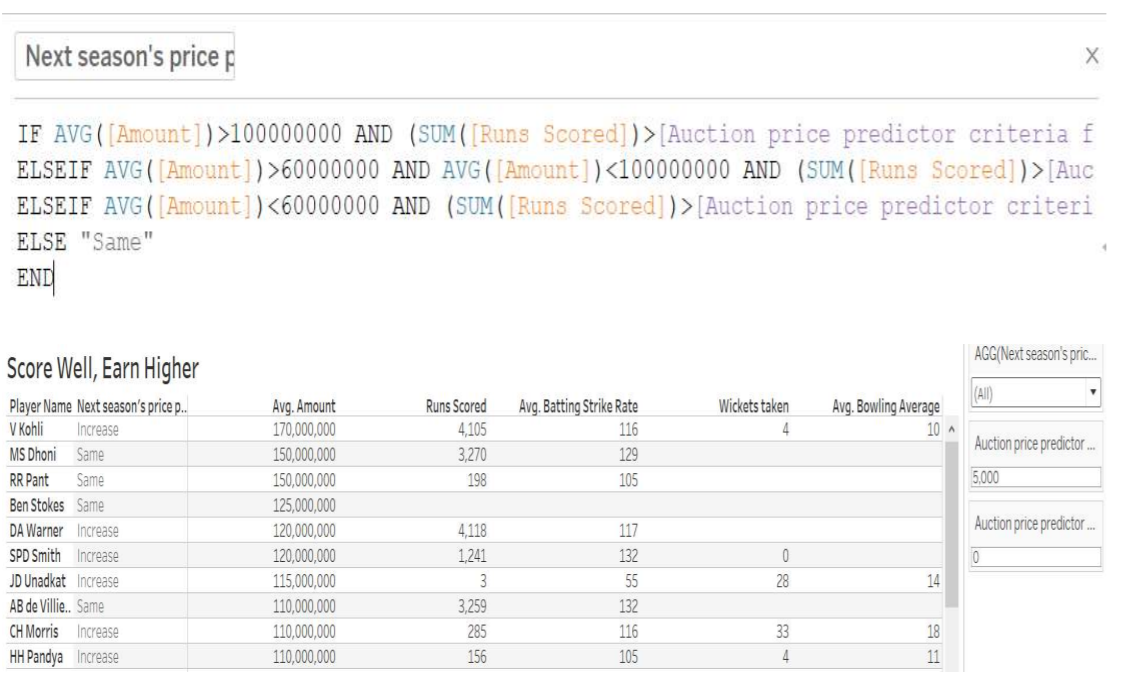 Next season's price p
X
IF AVG([Amount])>100000000 AND (SUM([Runs Scored])>[Auction price predictor criteria f
ELSEIF AVG([Amount])>60000000 AND AVG([Amount])<100000000 AND (SUM([Runs Scored])>[Auc
ELSEIF AVG([Amount])<60000000 AND (SUM([Runs Scored])>[Auction price predictor criteri
ELSE "Same"
END
Score Well, Earn Higher
Player Name Next season's price p.. Avg. Amount Runs Scored Avg. Batting Strike Rate Wickets taken Avg. Bowling Average
V Kohli Increase 170,000,000 4,105 116 4 10
MS Dhoni Same 150,000,000 3,270 129
RR Pant Same 150,000,000 198 105
Ben Stokes Same 125,000,000
DA Warner Increase 120,000,000 4,118 117
SPD Smith Increase 120,000,000 1,241 132 0
JD Unadkat Increase 115,000,000 3 55 28 14
AB de Villie.. Same 110,000,000 3,259 132
CH Morris Increase 110,000,000 285 116 33 18
HH Pandya Increase 110,000,000 156 105 4 11
AGG(Next season's pric...
(All)
Auction price predictor ...
5,000
Auction price predictor ...
0